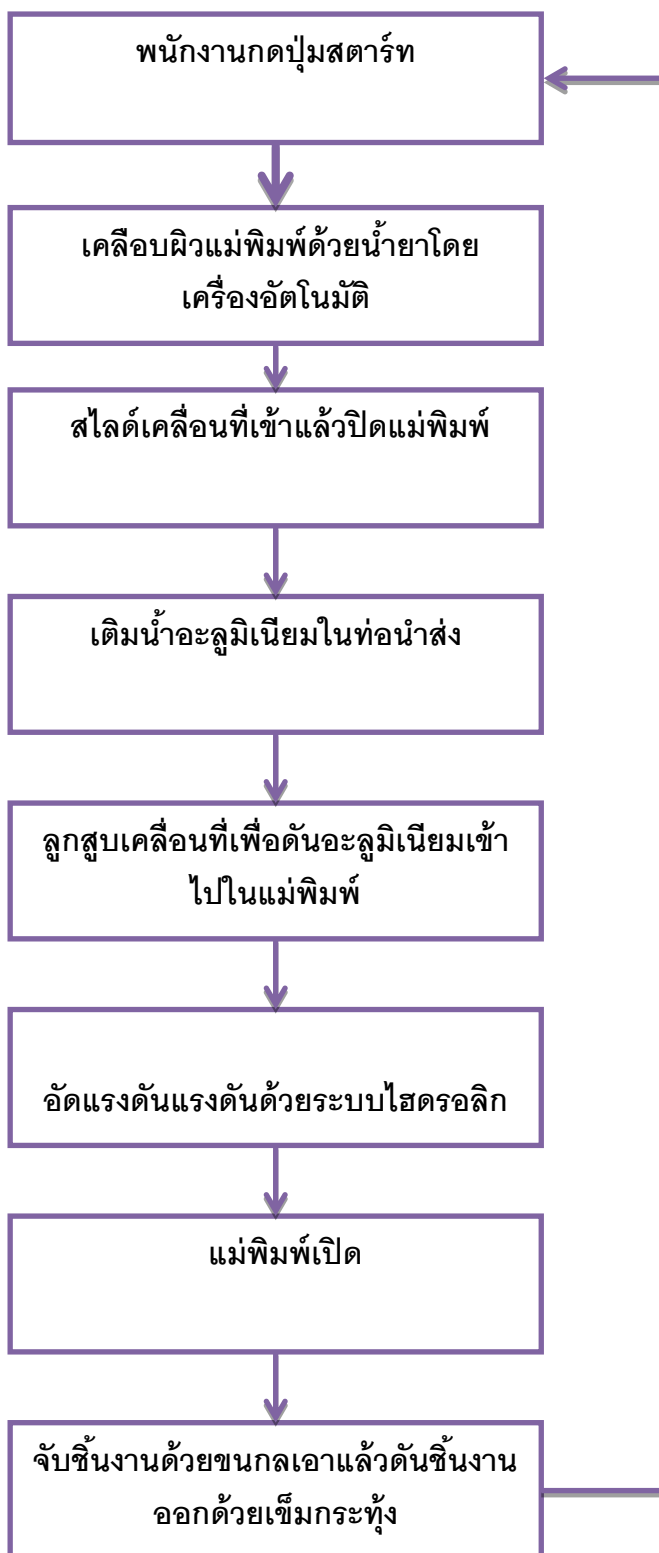 พนักงานกดปุ่มสตาร์ท
เคลือบผิวแม่พิมพ์ด้วยน้ำยาโดย
เครื่องอัตโนมัติ
สไลด์เคลื่อนที่เข้าแล้วปิดแม่พิมพ์
เติมน้ำอะลูมิเนียมในท่อนำส่ง
ลูกสูบเคลื่อนที่เพื่อดันอะลูมิเนียมเข้า
ไปในแม่พิมพ์
อัดแรงดันแรงดันด้วยระบบไฮดรอลิก
แม่พิมพ์เปิด
จับชิ้นงานด้วยขนกลเอาแล้วดันชิ้นงาน
ออกด้วยเข็มกระทุ้ง